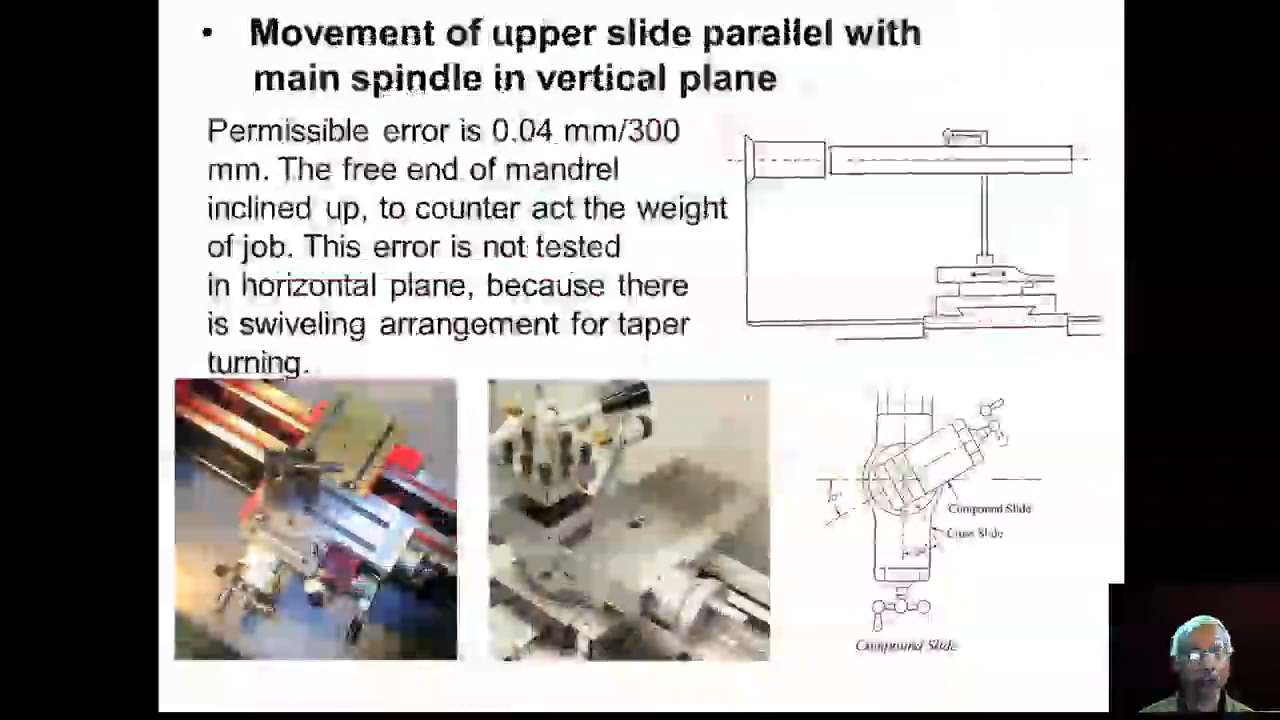 • Movement of upper slide parallel with
main spindle in vertical plane
Permissible error is 0.04 mm/300
mm. The free end of mandrel
inclined up, to counter act the weight
of job. This error is not tested
in horizontal plane, because there
is swiveling arrangement for taper
turning.
Compound Slide
Cross Slide
Compound Slide